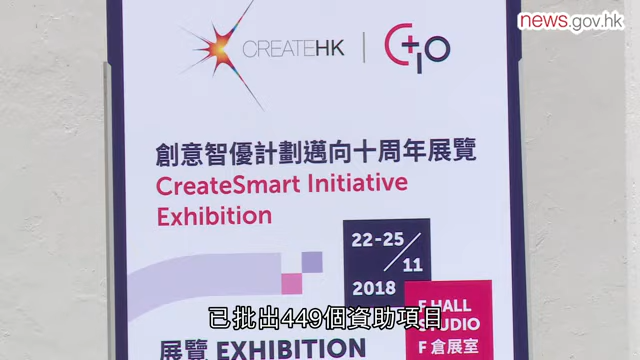 news.gov.hk
CREATEHK
創意智優計劃邁向十周年展覽
CreateSmart Initiative
Exhibition
22-25/11
2018
F HALL
F 倉展室
展覽 EXHIBITION
已批出449個資助項目